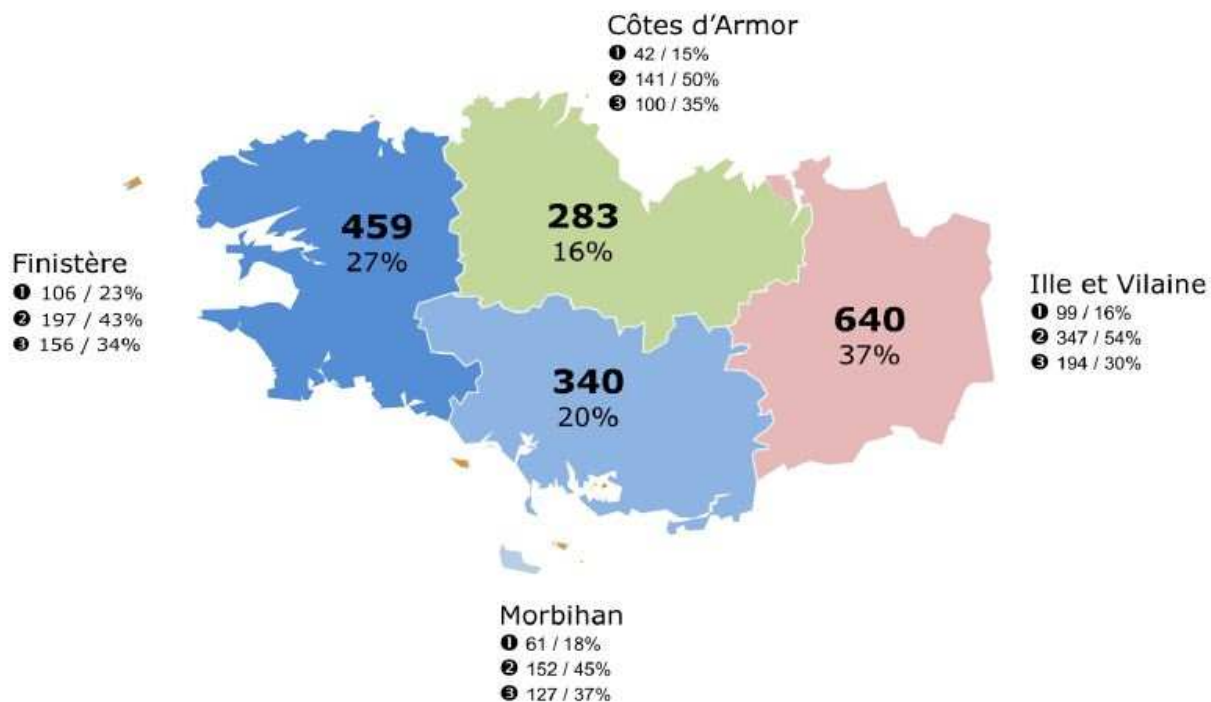 Côtes d'Armor
❶ 42 / 15%
❷ 141 / 50%
❸ 100 / 35%
459
27%
283
16%
Finistère
❶ 106 / 23%
❷ 197 / 43%
❸ 156 / 34%
Ille et Vilaine
❶ 99 / 16%
❷ 347 / 54%
❸ 194 / 30%
640
37%
340
20%
Morbihan
❶ 61 / 18%
❷ 152 / 45%
❸ 127 / 37%